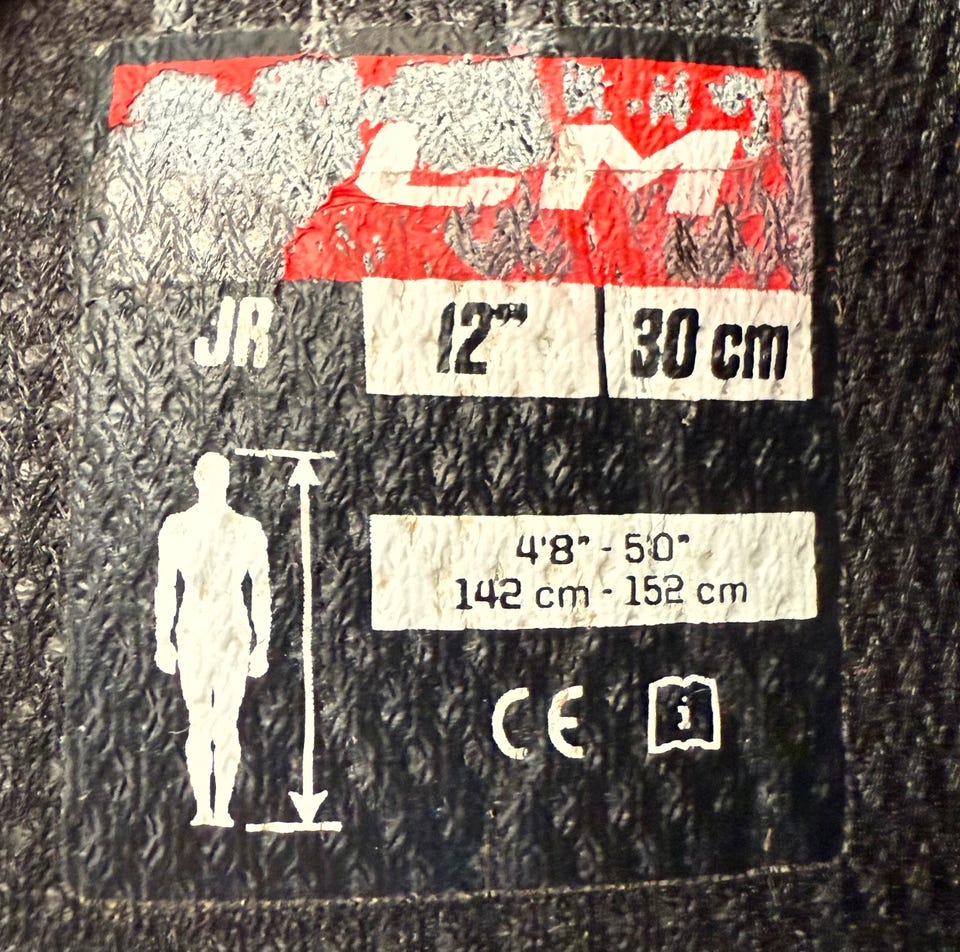 JR 12" 30 cm
4'8" - 5'0"
142 cm - 152 cm
CE
i